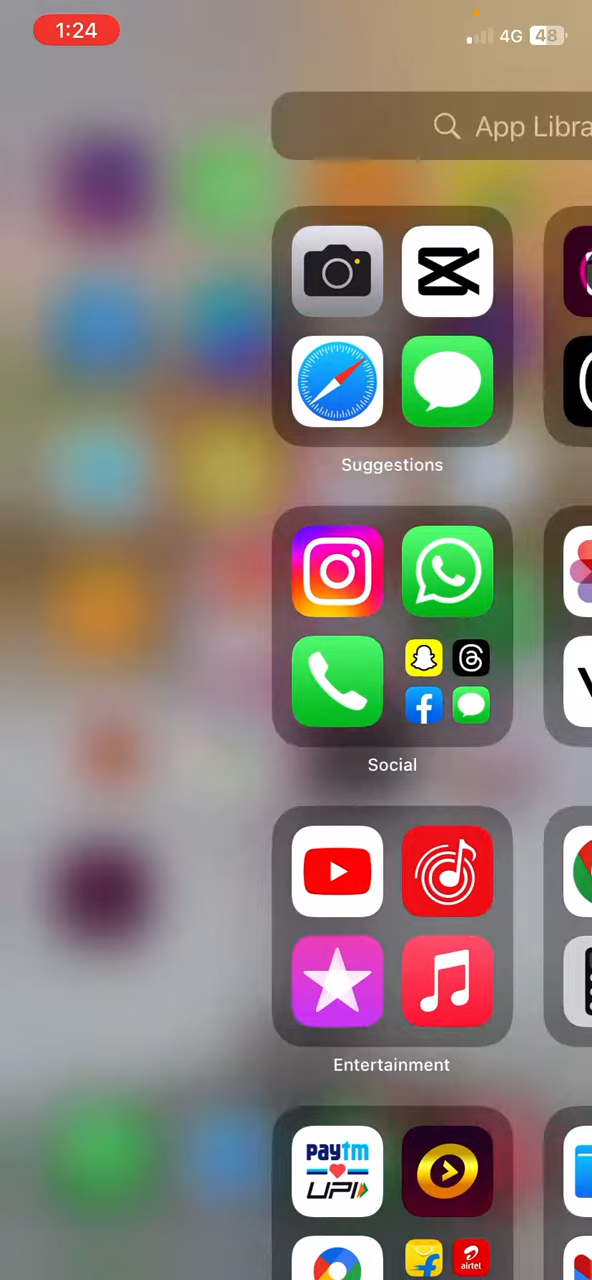 1:24
4G 48
App Libra
Suggestions
Social
Entertainment
paytm
UPI
airtel